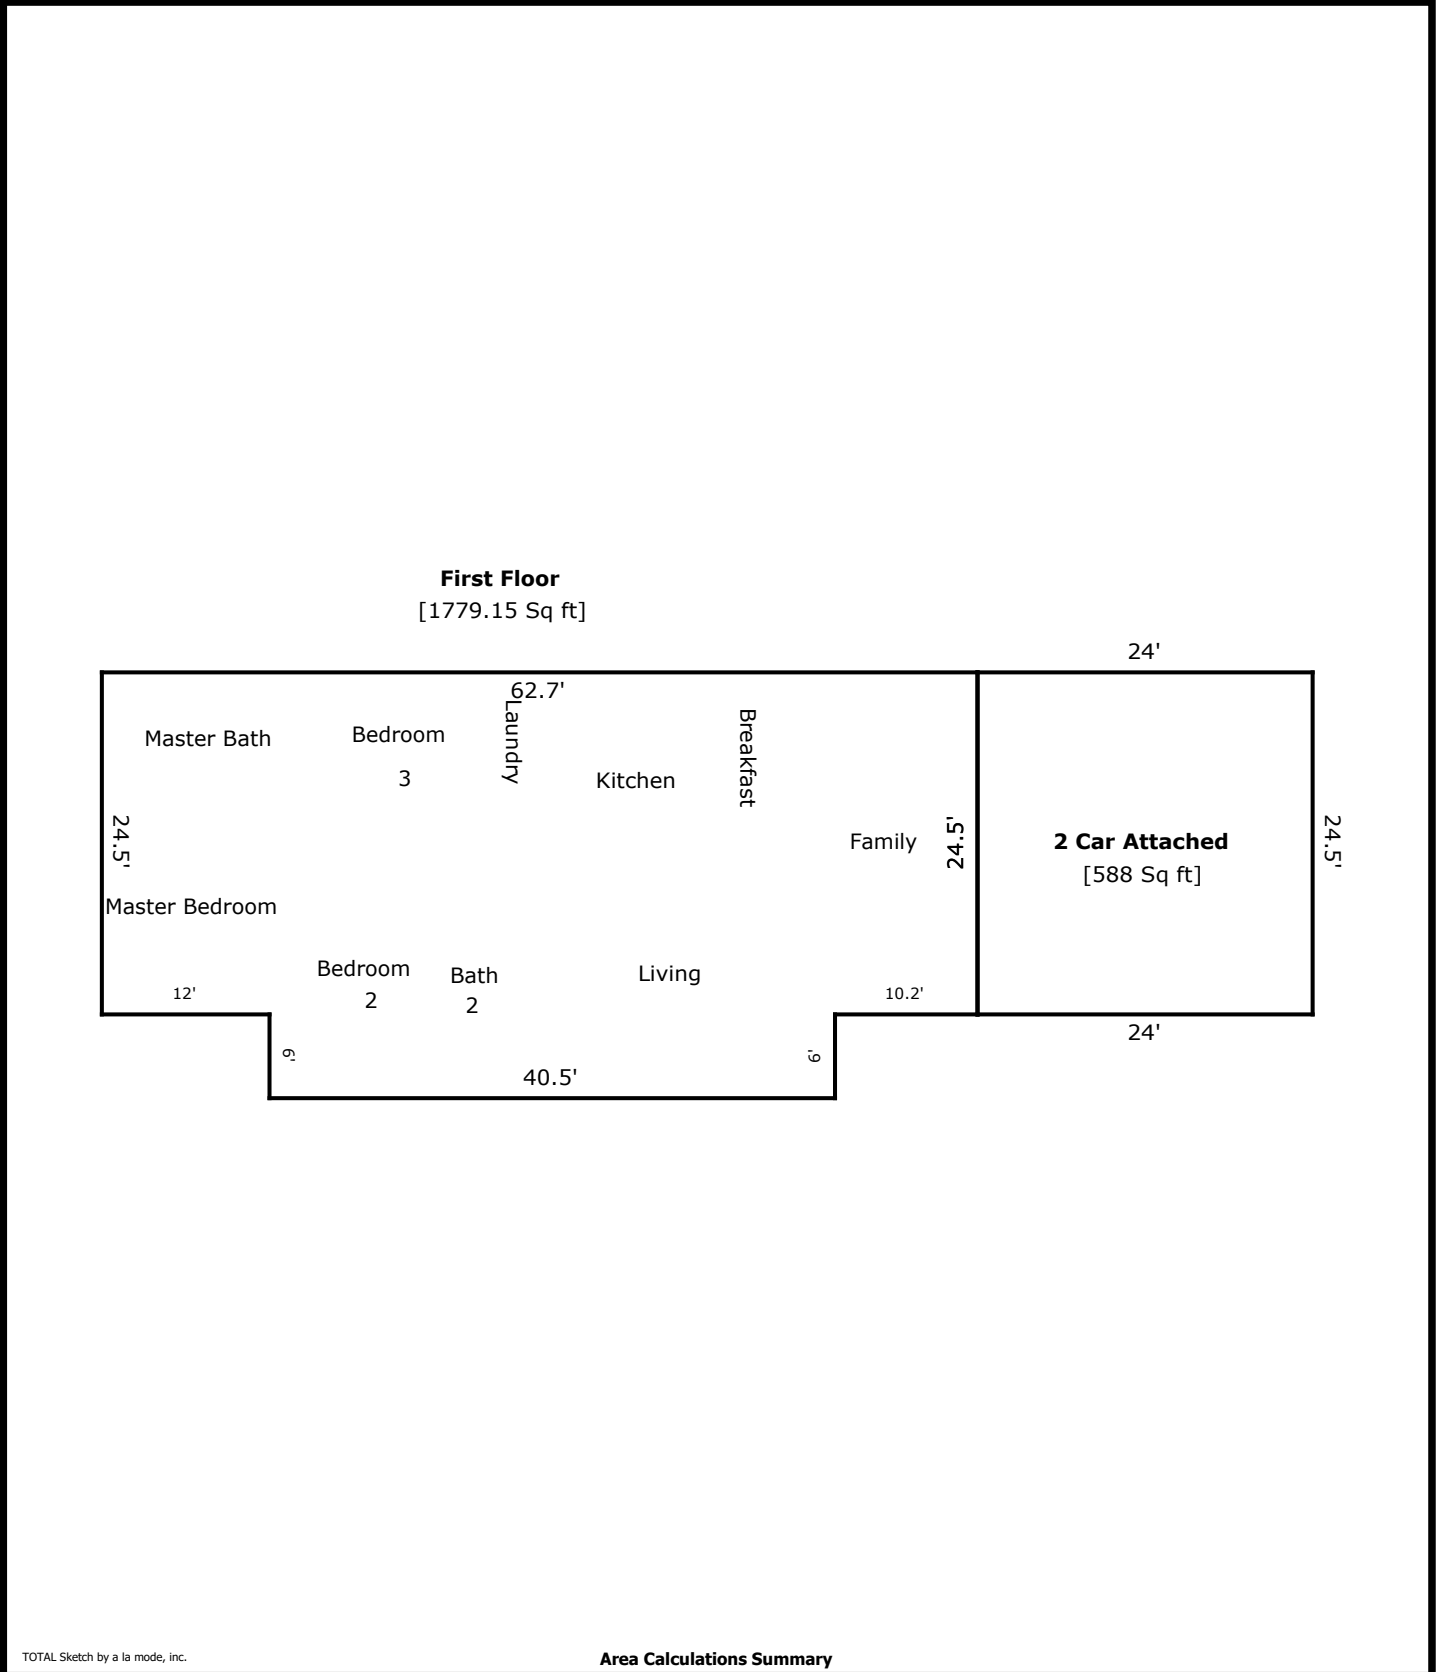 First Floor
[1779.15 Sq ft]
24'
62.7'
Laundry
Breakfast
Master Bath
Bedroom
3
Kitchen
24.5'
Family
24.5'
2 Car Attached
[588 Sq ft]
24.5'
Master Bedroom
Bedroom
2
Bath
2
Living
12'
10.2'
24'
6'
6'
40.5'
TOTAL Sketch by a la mode, inc.
Area Calculations Summary